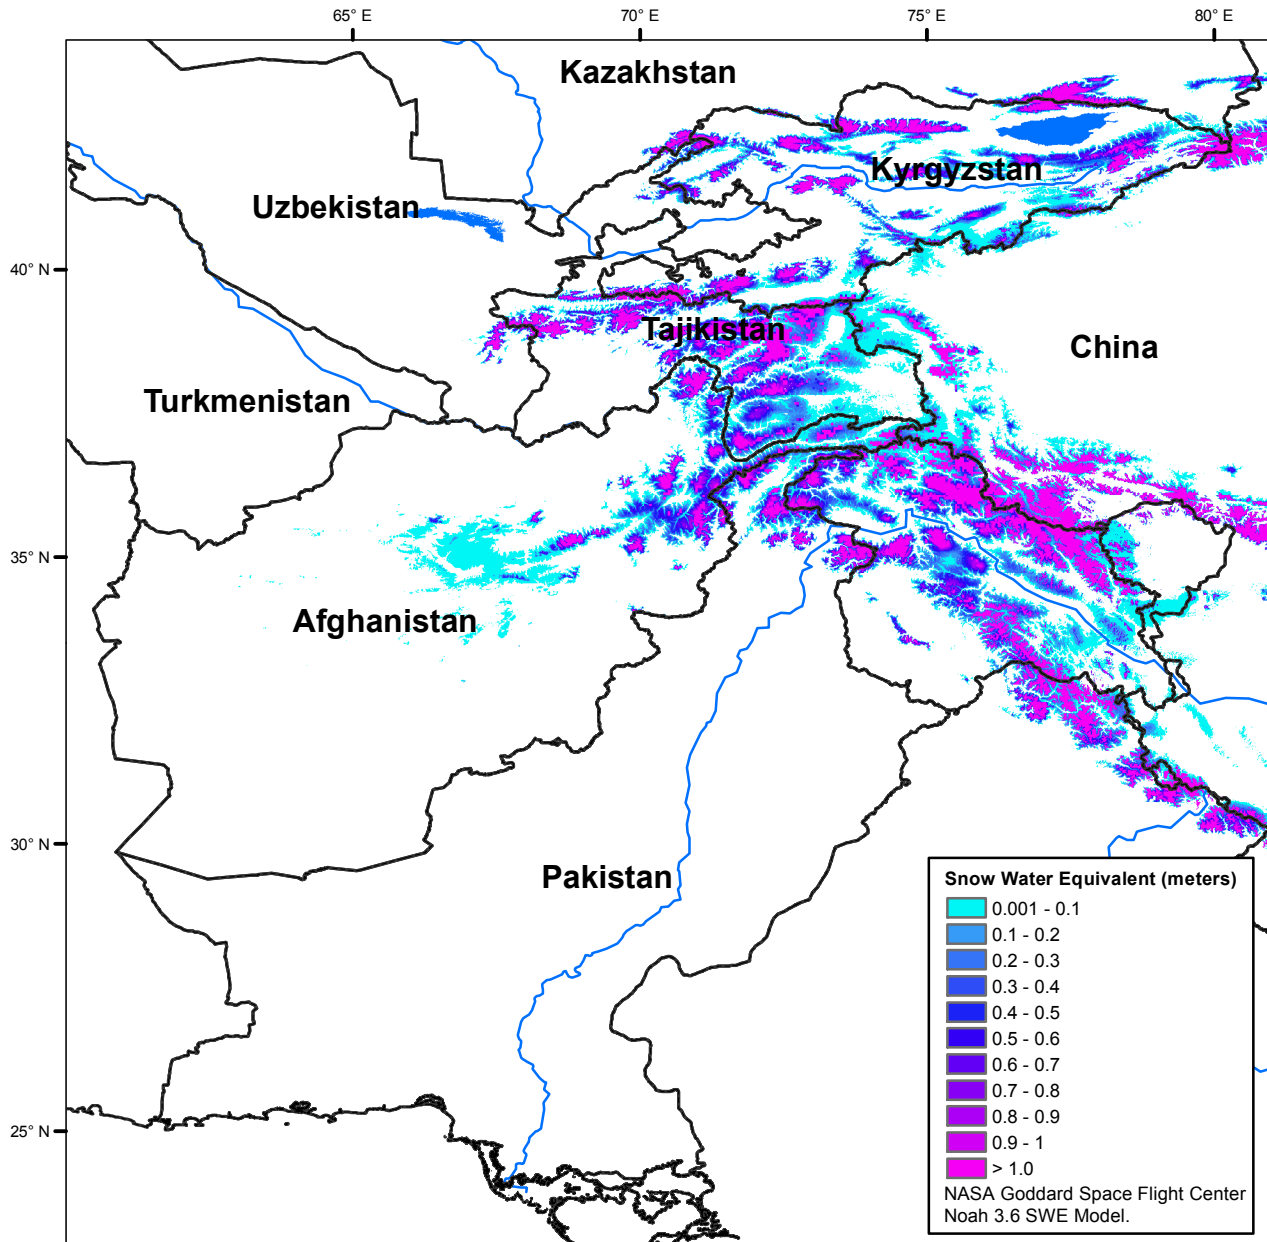 65° E
70° E
75° E
80° E
Kazakhstan
Kyrgyzstan
Uzbekistan
40° N
Tajikistan
China
Turkmenistan
35° N
Afghanistan
30° N
Pakistan
25° N
Snow Water Equivalent (meters)
0.001 - 0.1
0.1 - 0.2
0.2 - 0.3
0.3 - 0.4
0.4 - 0.5
0.5 - 0.6
0.6 - 0.7
0.7 - 0.8
0.8 - 0.9
0.9 - 1
> 1.0
NASA Goddard Space Flight Center
Noah 3.6 SWE Model.